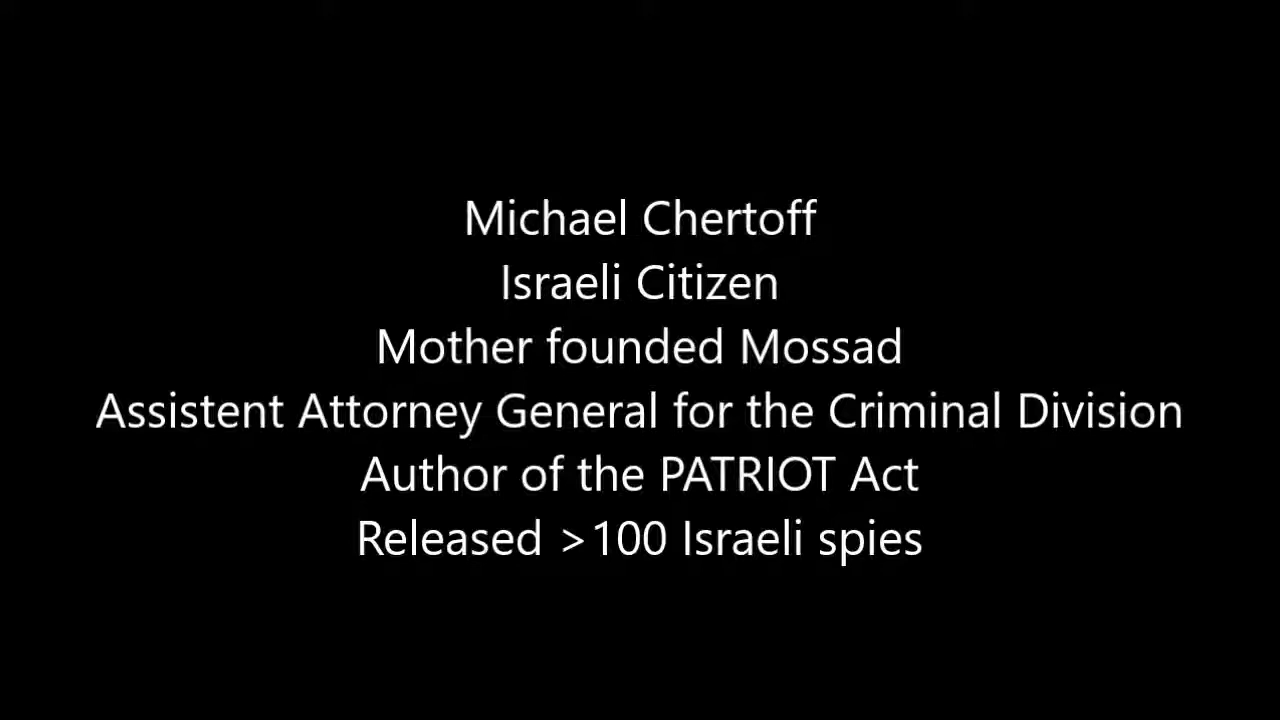 Michael Chertoff
Israeli Citizen
Mother founded Mossad
Assistent Attorney General for the Criminal Division
Author of the PATRIOT Act
Released >100 Israeli spies